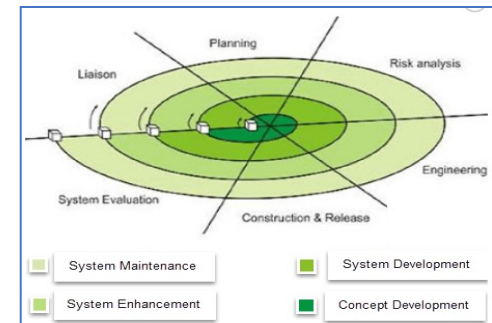 Planning
Risk analysis
Liaison
Engineering
System Evaluation
Construction & Release
System Maintenance
System Development
System Enhancement
Concept Development